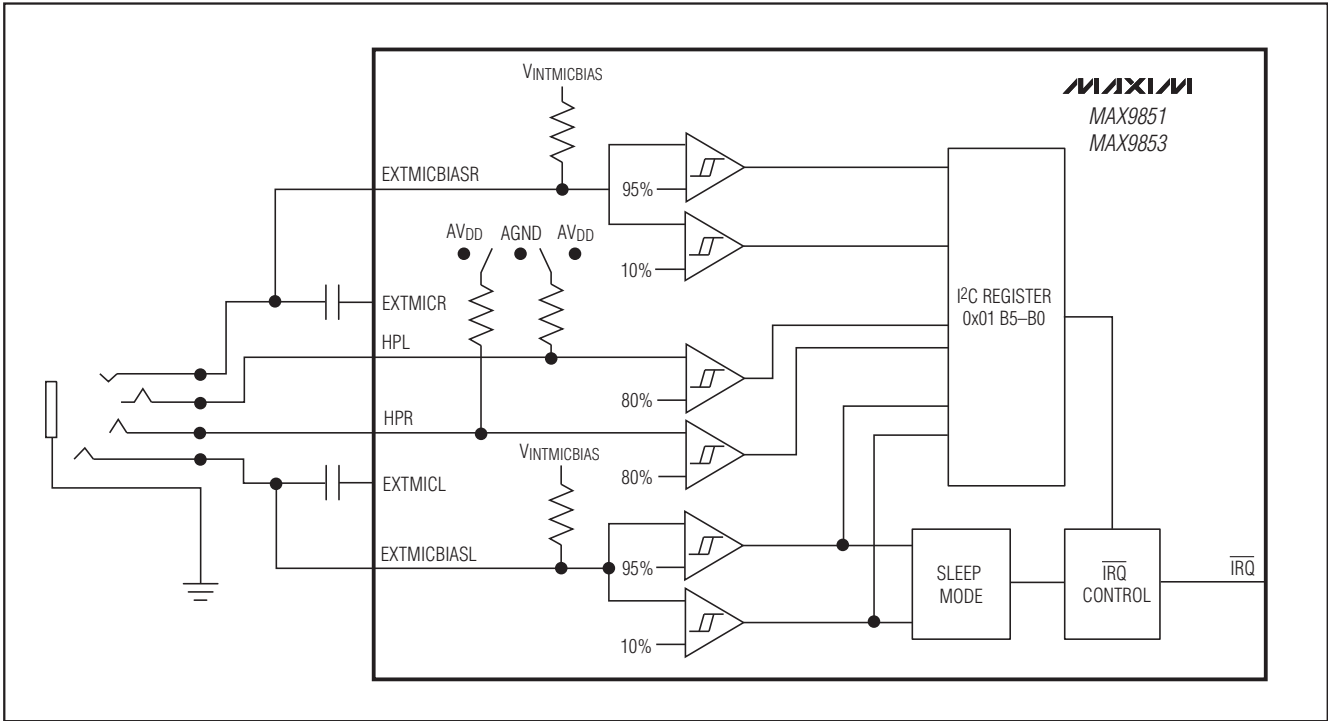 VINTMICBIAS
MAXIM
MAX9851
MAX9853
EXTMICBIASR
95%
AVDD AGND AVDD
10%
EXTMICR
I2C REGISTER
0x01 B5–B0
HPL
80%
HPR
VINTMICBIAS
80%
EXTMICL
EXTMICBIASL
95%
SLEEP
MODE
IRQ
CONTROL
IRQ
10%